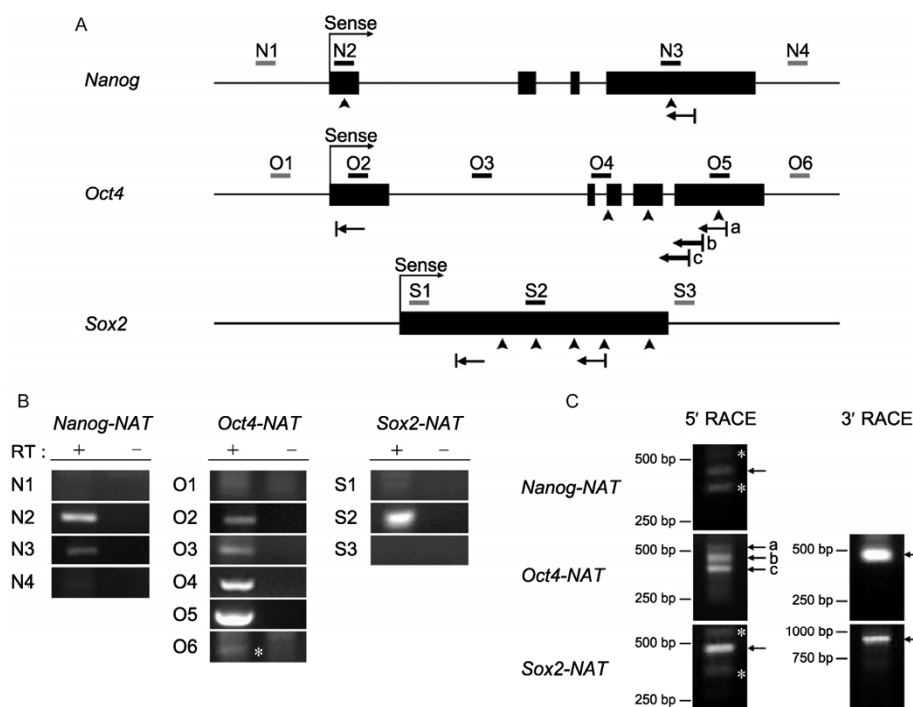 A
Sense
N1 N2 N3 N4
Nanog
Sense
O1 O2 O3 O4 O5 O6
Oct4
a
b
c
Sense
S1 S2 S3
Sox2
B
Nanog-NAT Oct4-NAT Sox2-NAT
RT : + − + − + −
N1 O1 S1
N2 O2 S2
N3 O3 S3
N4 O4
O5
O6 *
C
5′ RACE 3′ RACE
500 bp *
Nanog-NAT
*
250 bp
500 bp a 500 bp
b
Oct4-NAT c
250 bp 250 bp
* 1000 bp
500 bp 750 bp
Sox2-NAT *
250 bp